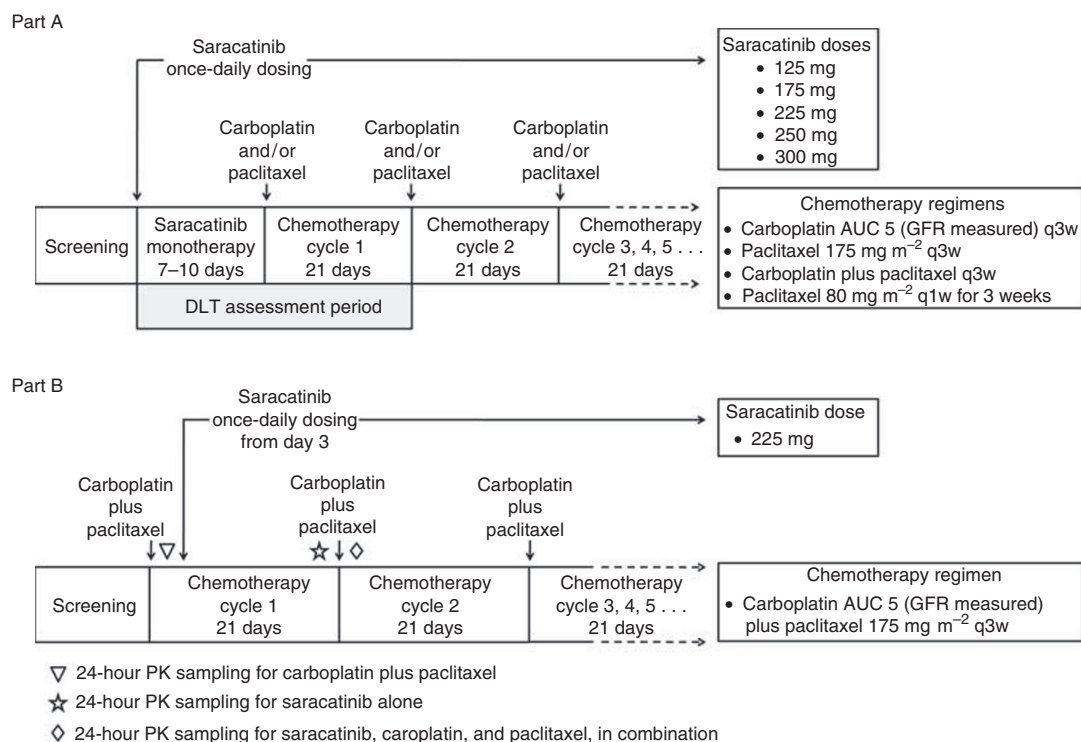 Part A
Saracatinib
once-daily dosing
Saracatinib doses
• 125 mg
• 175 mg
• 225 mg
• 250 mg
• 300 mg
Carboplatin
and/or
paclitaxel
Carboplatin
and/or
paclitaxel
Carboplatin
and/or
paclitaxel
Screening
Saracatinib
monotherapy
7–10 days
Chemotherapy
cycle 1
21 days
Chemotherapy
cycle 2
21 days
Chemotherapy
cycle 3, 4, 5 . . .
21 days
DLT assessment period
Chemotherapy regimens
• Carboplatin AUC 5 (GFR measured) q3w
• Paclitaxel 175 mg m⁻² q3w
• Carboplatin plus paclitaxel q3w
• Paclitaxel 80 mg m⁻² q1w for 3 weeks
Part B
Saracatinib
once-daily dosing
from day 3
Saracatinib dose
• 225 mg
Carboplatin
plus
paclitaxel
Carboplatin
plus
paclitaxel
Carboplatin
plus
paclitaxel
Screening
Chemotherapy
cycle 1
21 days
Chemotherapy
cycle 2
21 days
Chemotherapy
cycle 3, 4, 5 . . .
21 days
Chemotherapy regimen
• Carboplatin AUC 5 (GFR measured)
plus paclitaxel 175 mg m⁻² q3w
▽ 24-hour PK sampling for carboplatin plus paclitaxel
☆ 24-hour PK sampling for saracatinib alone
◇ 24-hour PK sampling for saracatinib, caroplatin, and paclitaxel, in combination